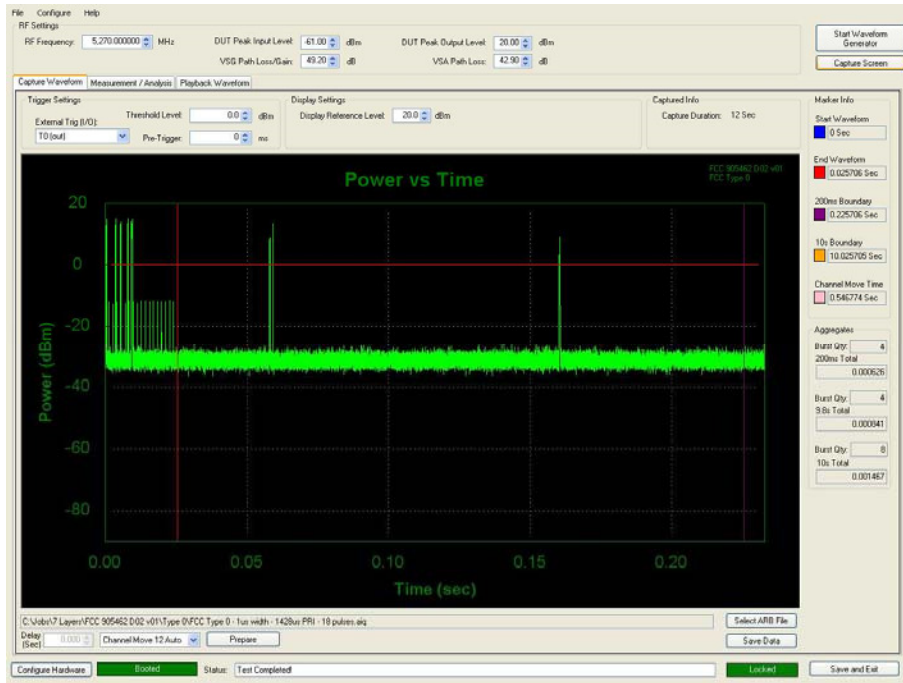 File Configure Help
RF Settings
RF Frequency: 5,270.000000 MHz DUT Peak Input Level: -61.00 dBm DUT Peak Output Level: 20.00 dBm
VSG Path Loss/Gain: 49.20 dB VSA Path Loss: 42.90 dB
Start Waveform Generator
Capture Screen
Capture Waveform Measurement / Analysis Playback Waveform
Trigger Settings
External Trig (I/O): Threshold Level: 0.0 dBm
T0 (out) Pre-Trigger: 0 ms
Display Settings
Display Reference Level: 20.0 dBm
Captured Info
Capture Duration: 12 Sec
Power vs Time
FCC 905462 D02 v01
FCC Type 0
Power (dBm)
20
0
-20
-40
-60
-80
0.00 0.05 0.10 0.15 0.20
Time (sec)
Marker Info
Start Waveform
0 Sec
End Waveform
0.025706 Sec
200ms Boundary
0.225706 Sec
10s Boundary
10.025705 Sec
Channel Move Time
0.546774 Sec
Aggregates
Burst Qty: 4
200ms Total
0.000626
Burst Qty: 4
9.8s Total
0.000841
Burst Qty: 8
10s Total
0.001467
C:\Jobs\7 Layers\FCC 905462 D02 v01\Type 0\FCC Type 0 - 1us width - 1428us PRI - 18 pulses.aiq
Select ARB File
Delay (Sec) 0.000 Channel Move 12 Auto Prepare
Save Data
Configure Hardware Booted Status: Test Completed! Locked Save and Exit